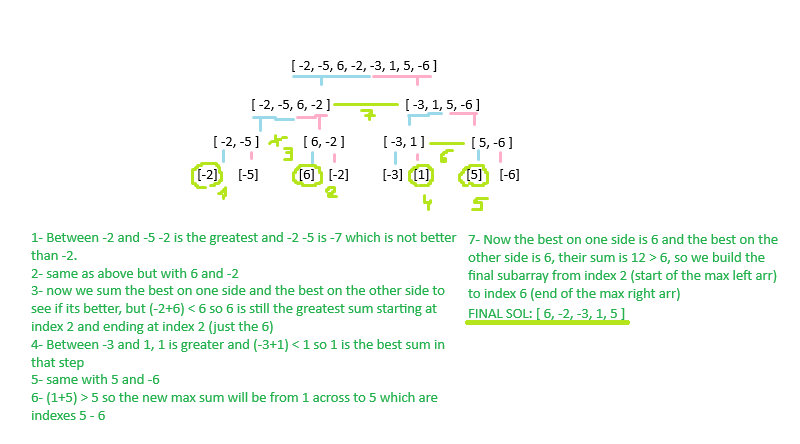 [ -2, -5, 6, -2, -3, 1, 5, -6 ]
[ -2, -5, 6, -2 ] 7 [ -3, 1, 5, -6 ]
[ -2, -5 ] 3 [ 6, -2 ] [ -3, 1 ] 6 [ 5, -6 ]
[-2] [-5] [6] [-2] [-3] [1] [5] [-6]
1 2 4 5
1- Between -2 and -5 -2 is the greatest and -2 -5 is -7 which is not better
than -2.
2- same as above but with 6 and -2
3- now we sum the best on one side and the best on the other side to
see if its better, but (-2+6) < 6 so 6 is still the greatest sum starting at
index 2 and ending at index 2 (just the 6)
4- Between -3 and 1, 1 is greater and (-3+1) < 1 so 1 is the best sum in
that step
5- same with 5 and -6
6- (1+5) > 5 so the new max sum will be from 1 across to 5 which are
indexes 5 - 6
7- Now the best on one side is 6 and the best on the
other side is 6, their sum is 12 > 6, so we build the
final subarray from index 2 (start of the max left arr)
to index 6 (end of the max right arr)
FINAL SOL: [ 6, -2, -3, 1, 5 ]